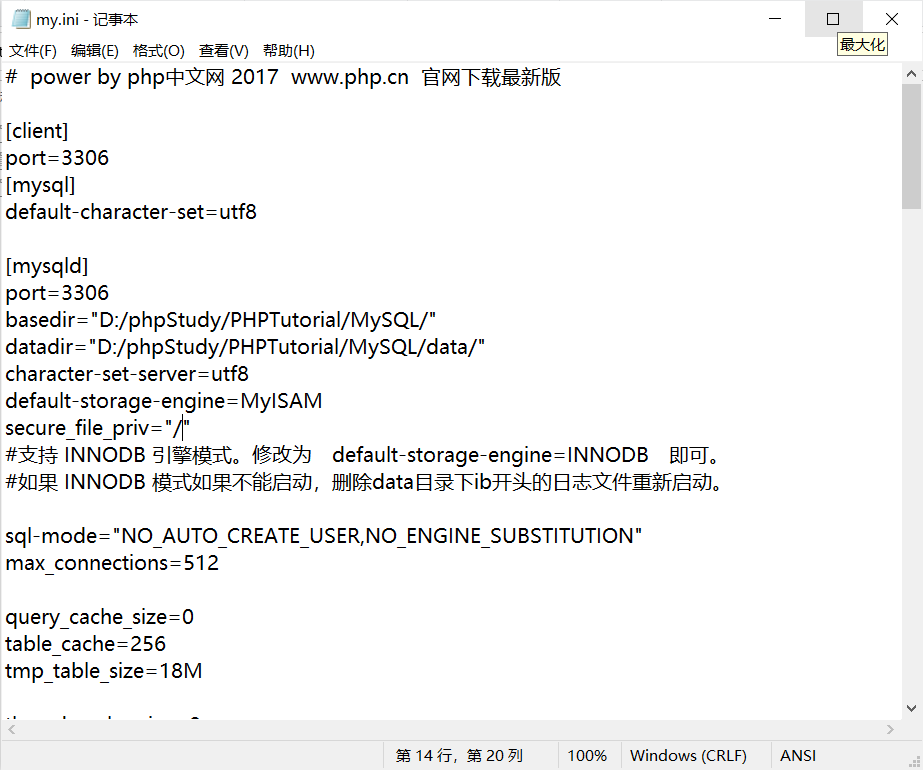 my.ini - 记事本
最大化
文件(F) 编辑(E) 格式(O) 查看(V) 帮助(H)
#  power by php中文网 2017  www.php.cn  官网下载最新版
[client]
port=3306
[mysql]
default-character-set=utf8
[mysqld]
port=3306
basedir="D:/phpStudy/PHPTutorial/MySQL/"
datadir="D:/phpStudy/PHPTutorial/MySQL/data/"
character-set-server=utf8
default-storage-engine=MyISAM
secure_file_priv="/"
#支持 INNODB 引擎模式。修改为　default-storage-engine=INNODB　即可。
#如果 INNODB 模式如果不能启动，删除data目录下ib开头的日志文件重新启动。
sql-mode="NO_AUTO_CREATE_USER,NO_ENGINE_SUBSTITUTION"
max_connections=512
query_cache_size=0
table_cache=256
tmp_table_size=18M
第 14 行，第 20 列 100% Windows (CRLF) ANSI